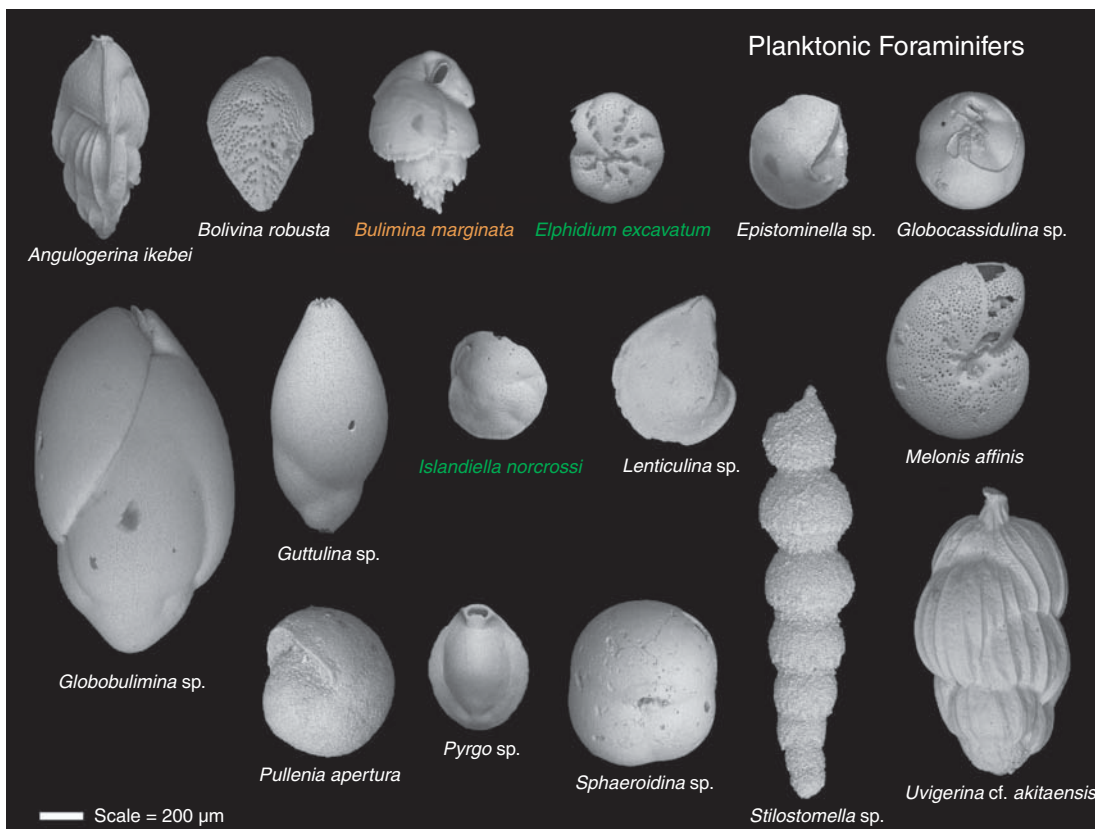 Planktonic Foraminifers
Angulogerina ikebei
Bolivina robusta
Bulimina marginata
Elphidium excavatum
Epistominella sp.
Globocassidulina sp.
Globobulimina sp.
Guttulina sp.
Islandiella norcrossi
Lenticulina sp.
Melonis affinis
Pullenia apertura
Pyrgo sp.
Sphaeroidina sp.
Stilostomella sp.
Uvigerina cf. akitaensis
Scale = 200 µm